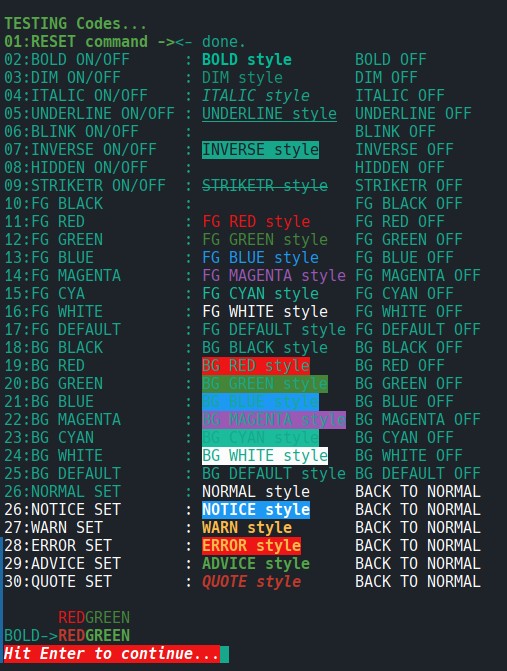 TESTING Codes...
01:RESET command -><- done.
02:BOLD ON/OFF      : BOLD style       BOLD OFF
03:DIM ON/OFF       : DIM style        DIM OFF
04:ITALIC ON/OFF    : ITALIC style     ITALIC OFF
05:UNDERLINE ON/OFF : UNDERLINE style  UNDERLINE OFF
06:BLINK ON/OFF     :                  BLINK OFF
07:INVERSE ON/OFF   : INVERSE style    INVERSE OFF
08:HIDDEN ON/OFF    :                  HIDDEN OFF
09:STRIKETR ON/OFF  : STRIKETR style   STRIKETR OFF
10:FG BLACK         :                  FG BLACK OFF
11:FG RED           : FG RED style     FG RED OFF
12:FG GREEN         : FG GREEN style   FG GREEN OFF
13:FG BLUE          : FG BLUE style    FG BLUE OFF
14:FG MAGENTA       : FG MAGENTA style FG MAGENTA OFF
15:FG CYA           : FG CYAN style    FG CYAN OFF
16:FG WHITE         : FG WHITE style   FG WHITE OFF
17:FG DEFAULT       : FG DEFAULT style FG DEFAULT OFF
18:BG BLACK         : BG BLACK style   BG BLACK OFF
19:BG RED           : BG RED style     BG RED OFF
20:BG GREEN         : BG GREEN style   BG GREEN OFF
21:BG BLUE          : BG BLUE style    BG BLUE OFF
22:BG MAGENTA       : BG MAGENTA style BG MAGENTA OFF
23:BG CYAN          : BG CYAN style    BG CYAN OFF
24:BG WHITE         : BG WHITE style   BG WHITE OFF
25:BG DEFAULT       : BG DEFAULT style BG DEFAULT OFF
26:NORMAL SET       : NORMAL style     BACK TO NORMAL
26:NOTICE SET       : NOTICE style     BACK TO NORMAL
27:WARN SET         : WARN style       BACK TO NORMAL
28:ERROR SET        : ERROR style      BACK TO NORMAL
29:ADVICE SET       : ADVICE style     BACK TO NORMAL
30:QUOTE SET        : QUOTE style      BACK TO NORMAL
REDGREEN
BOLD->REDGREEN
Hit Enter to continue...